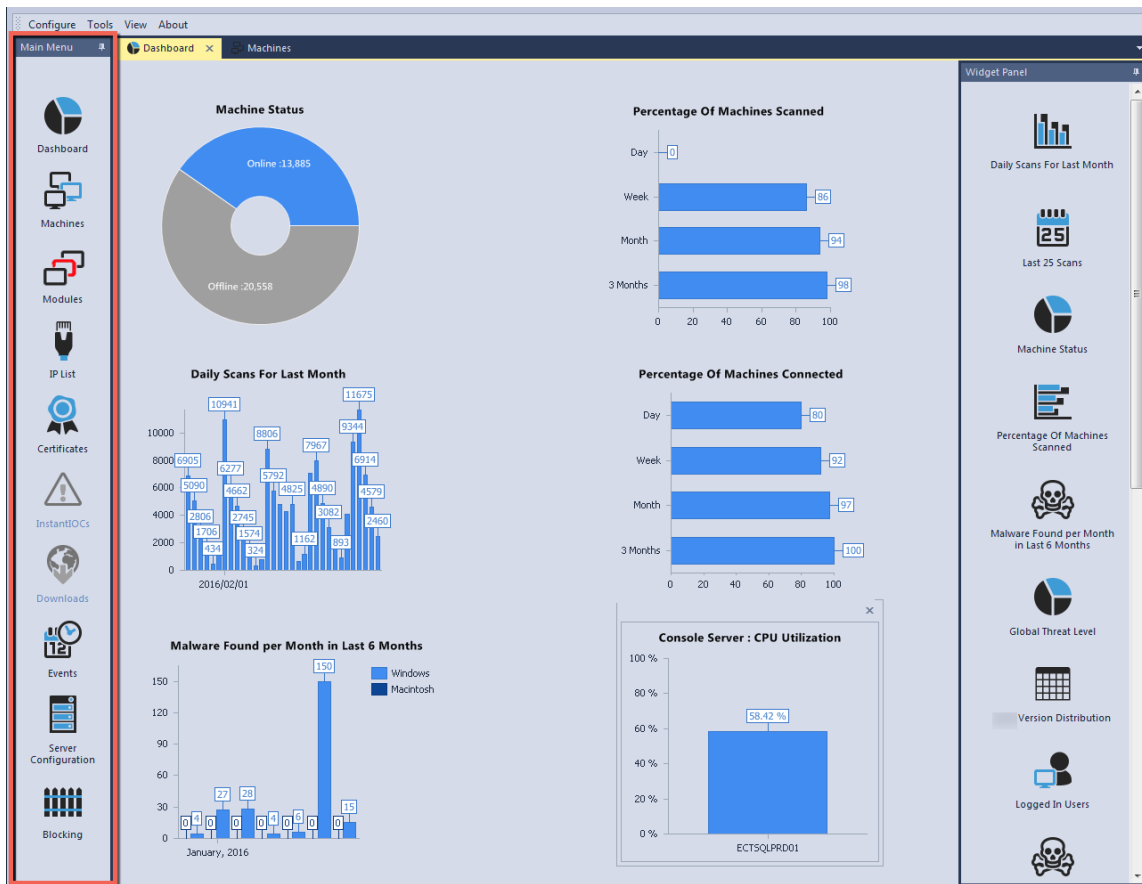 Configure Tools View About
Main Menu
Dashboard
Machines
Modules
IP List
Certificates
InstantIOCs
Downloads
Events
Server
Configuration
Blocking
Dashboard
Machines
Machine Status
Online :13,885
Offline :20,558
Percentage Of Machines Scanned
Day
0
Week
86
Month
94
3 Months
98
0 20 40 60 80 100
Daily Scans For Last Month
10000
8000
6000
4000
2000
0
6905
5090
2806
1706
434
10941
6277
4662
2745
1574
324
8806
5792
4825
1162
7967
4890
3082
893
9344
11675
6914
4579
2460
2016/02/01
Percentage Of Machines Connected
Day
80
Week
92
Month
97
3 Months
100
0 20 40 60 80 100
Malware Found per Month in Last 6 Months
Windows
Macintosh
150
120
90
60
30
0
0 4 0 27 0 28 0 4 0 6 0 150 0 15
January, 2016
Console Server : CPU Utilization
100 %
80 %
60 %
40 %
20 %
0 %
58.42 %
ECTSQLPRD01
Widget Panel
Daily Scans For Last Month
25
Last 25 Scans
Machine Status
Percentage Of Machines
Scanned
Malware Found per Month
in Last 6 Months
Global Threat Level
Version Distribution
Logged In Users